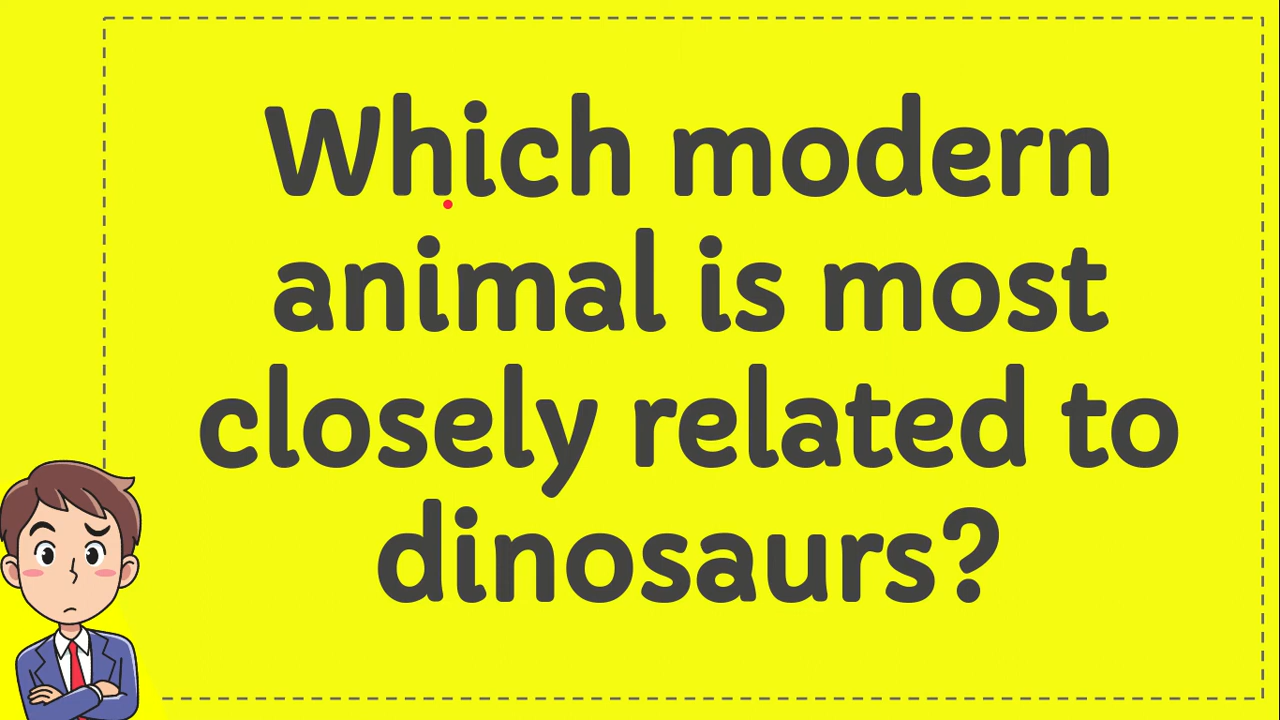 Which modern
animal is most
closely related to
dinosaurs?